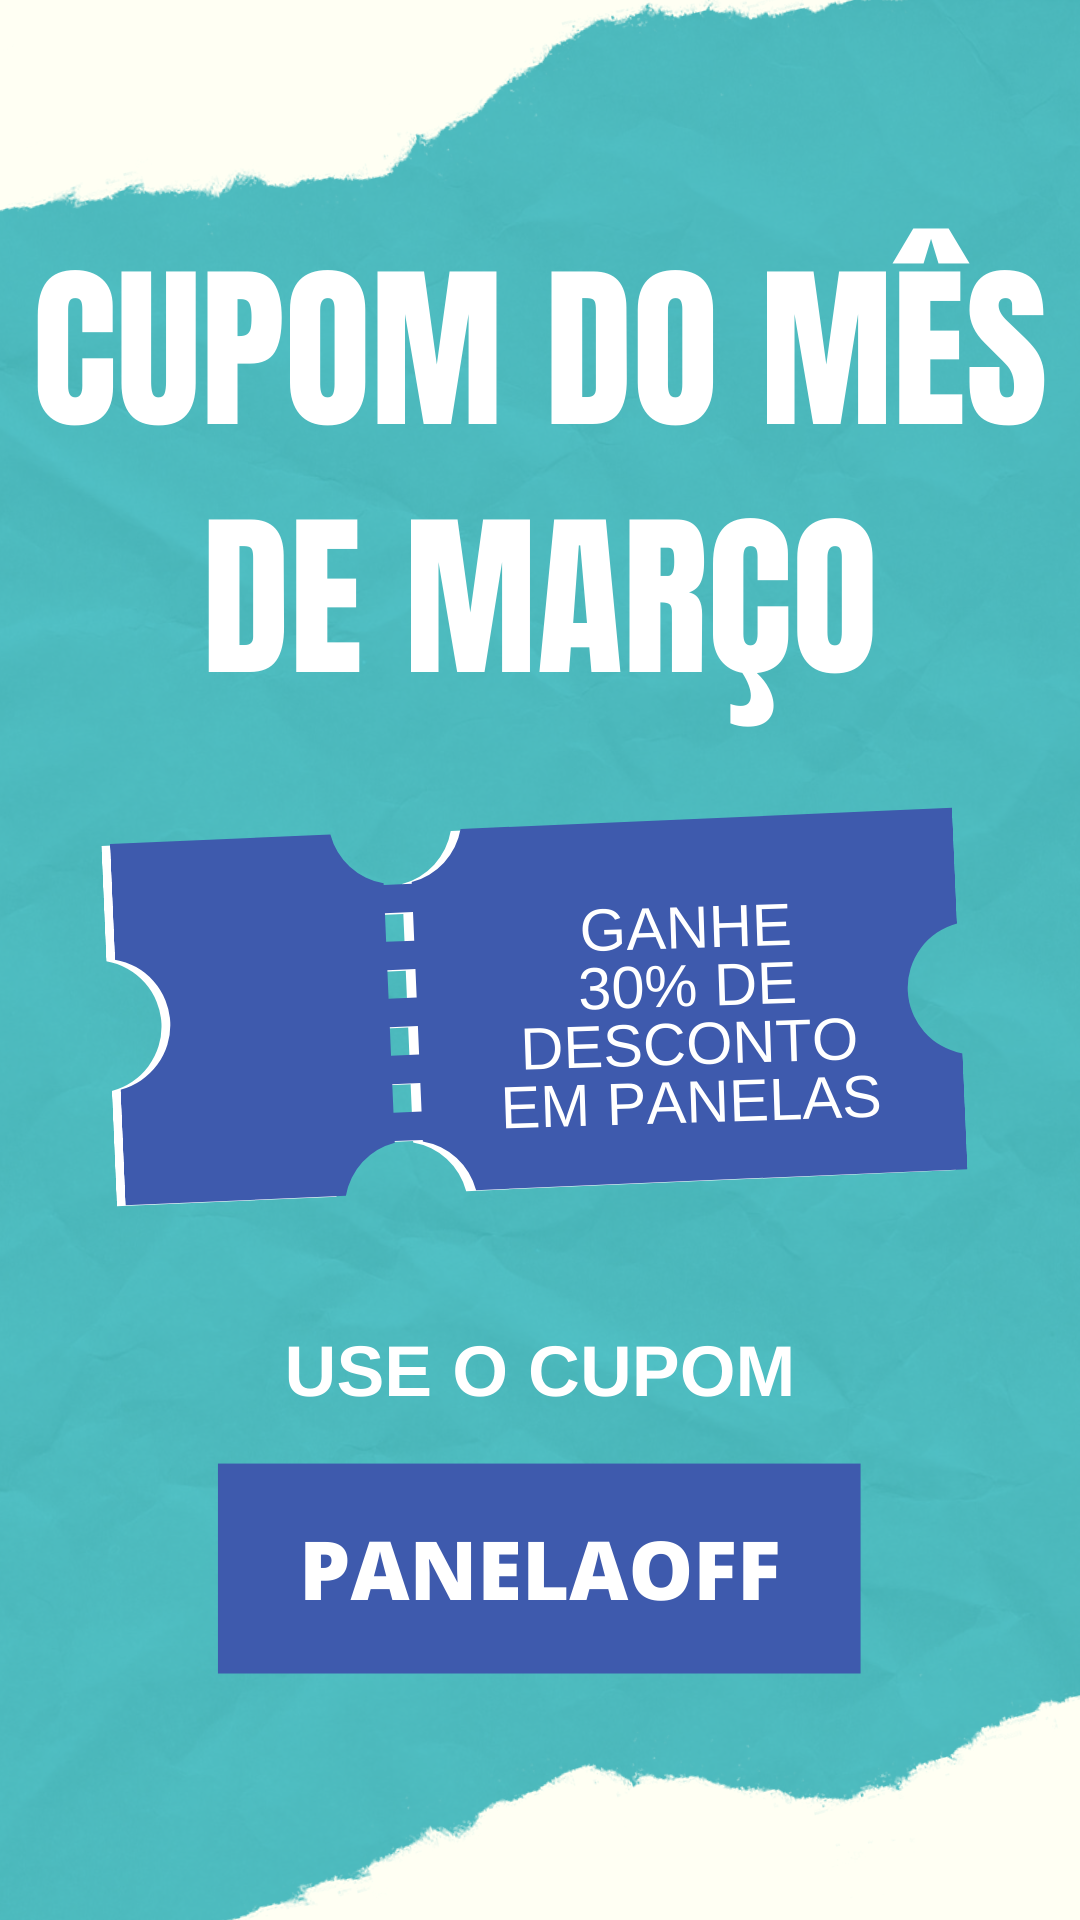 CUPOM DO MÊS
DE MARÇO
GANHE
30% DE
DESCONTO
EM PANELAS
USE O CUPOM
PANELAOFF